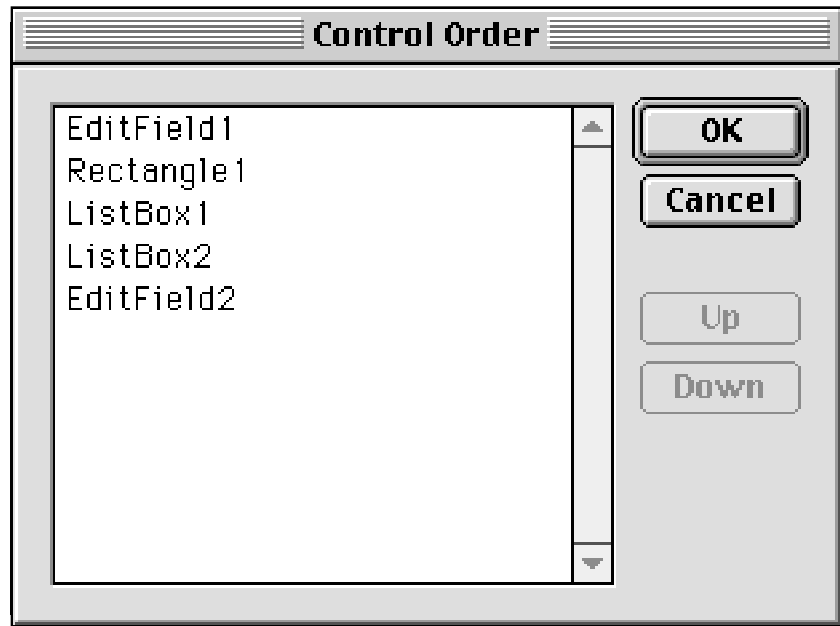 Control Order
EditField1
Rectangle1
ListBox1
ListBox2
EditField2
OK
Cancel
Up
Down